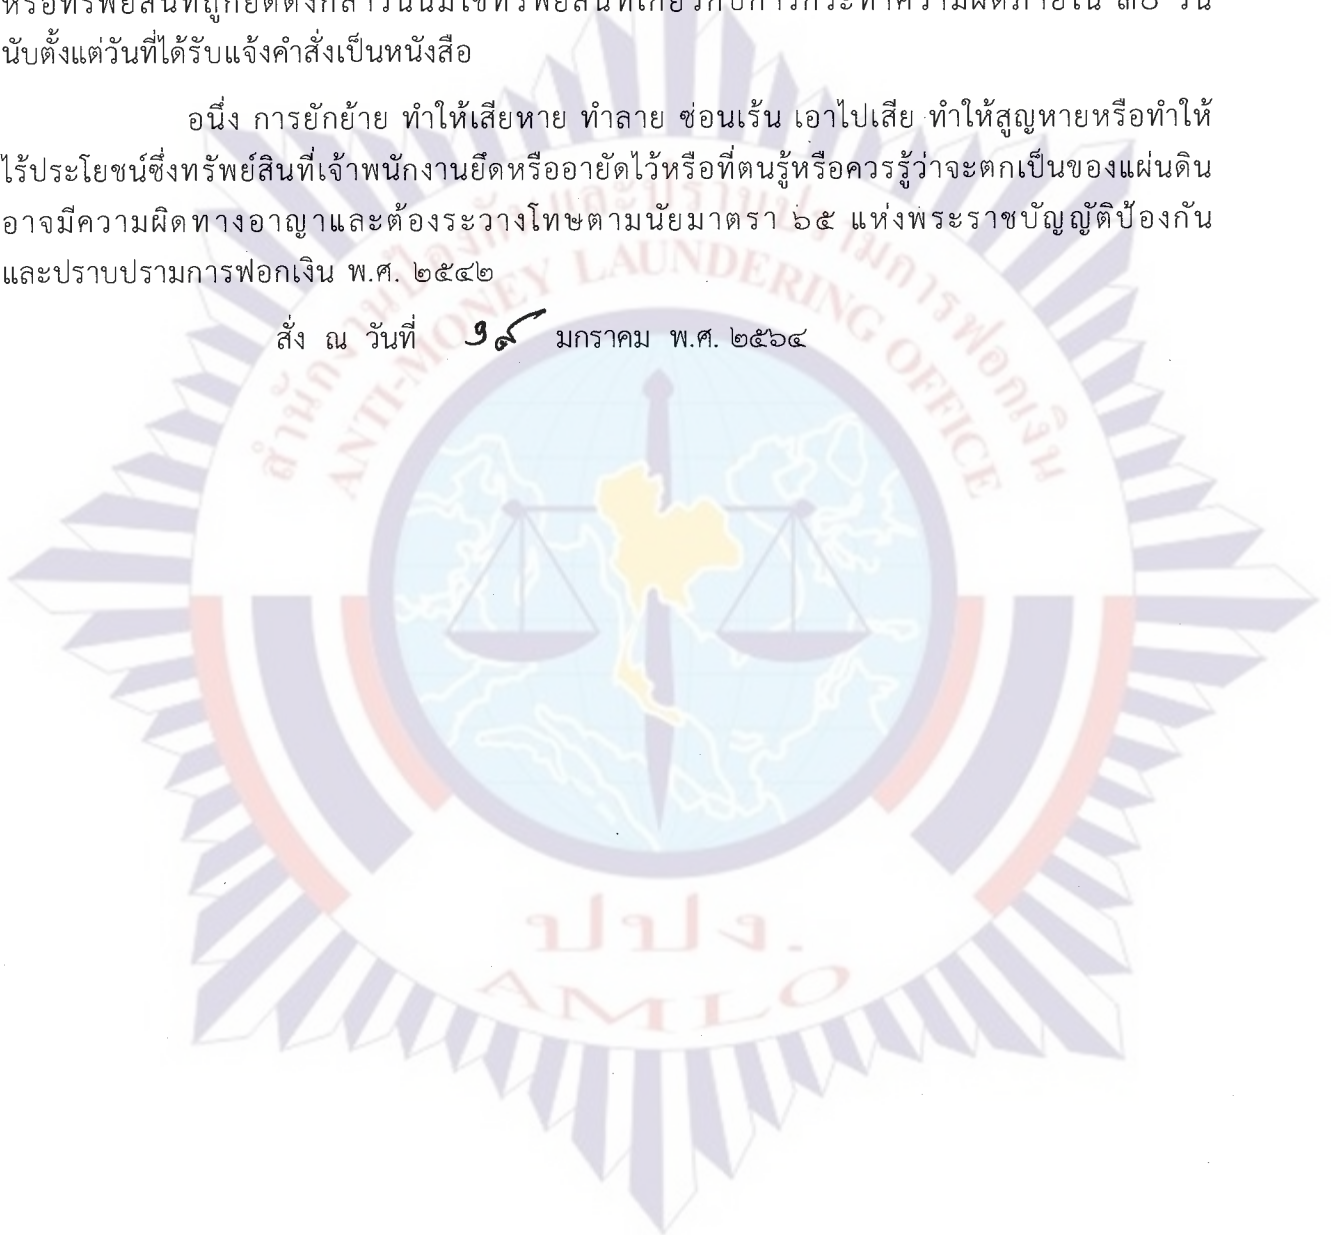 หรือทรัพย์สินที่ถูกยึดดังกล่าวนั้นมิใช่ทรัพย์สินที่เกี่ยวกับการกระทำความผิดภายใน ๓๐ วัน
นับตั้งแต่วันที่ได้รับแจ้งคำสั่งเป็นหนังสือ
อนึ่ง การยักย้าย ทำให้เสียหาย ทำลาย ซ่อนเร้น เอาไปเสีย ทำให้สูญหายหรือทำให้
ไร้ประโยชน์ซึ่งทรัพย์สินที่เจ้าพนักงานยึดหรืออายัดไว้หรือที่ตนรู้หรือควรรู้ว่าจะตกเป็นของแผ่นดิน
อาจมีความผิดทางอาญาและต้องระวางโทษตามนัยมาตรา ๖๕ แห่งพระราชบัญญัติป้องกัน
และปราบปรามการฟอกเงิน พ.ศ. ๒๕๔๒
สั่ง ณ วันที่ มกราคม พ.ศ. ๒๕๖๔
สำนักงานป้องกันและปราบปรามการฟอกเงิน
ANTI-MONEY LAUNDERING OFFICE
ปปง.
AMLO